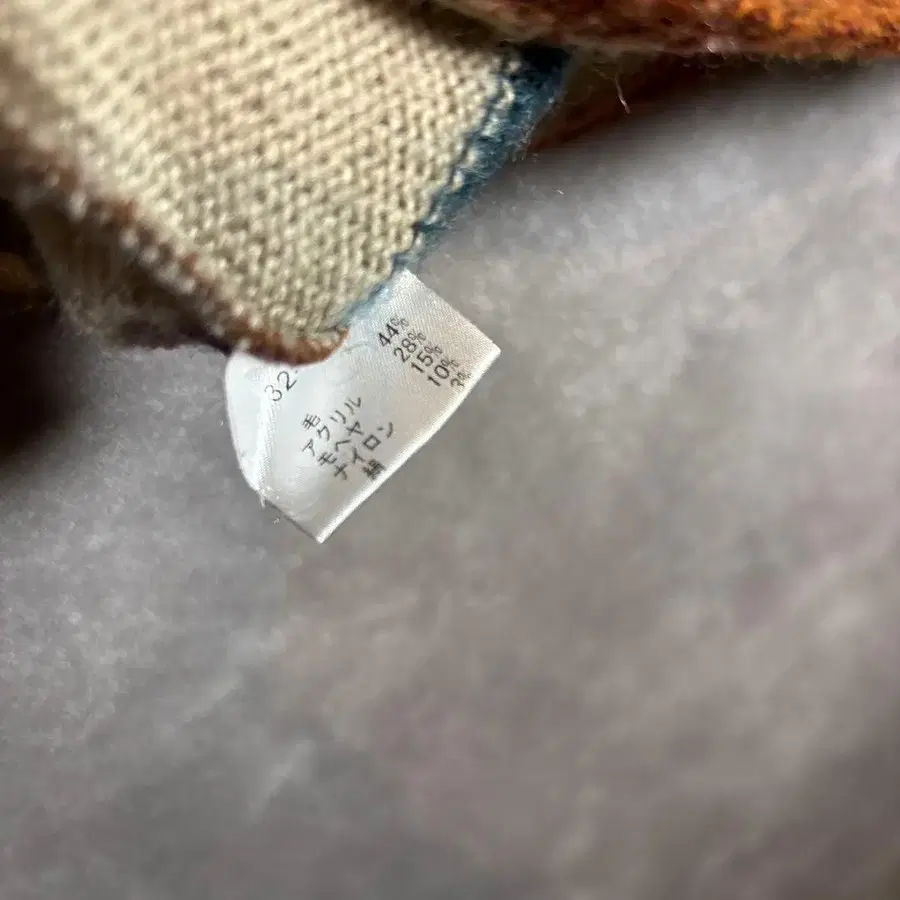 32
毛 44%
アクリル 28%
モヘヤ 15%
ナイロン 10%
絹 3%